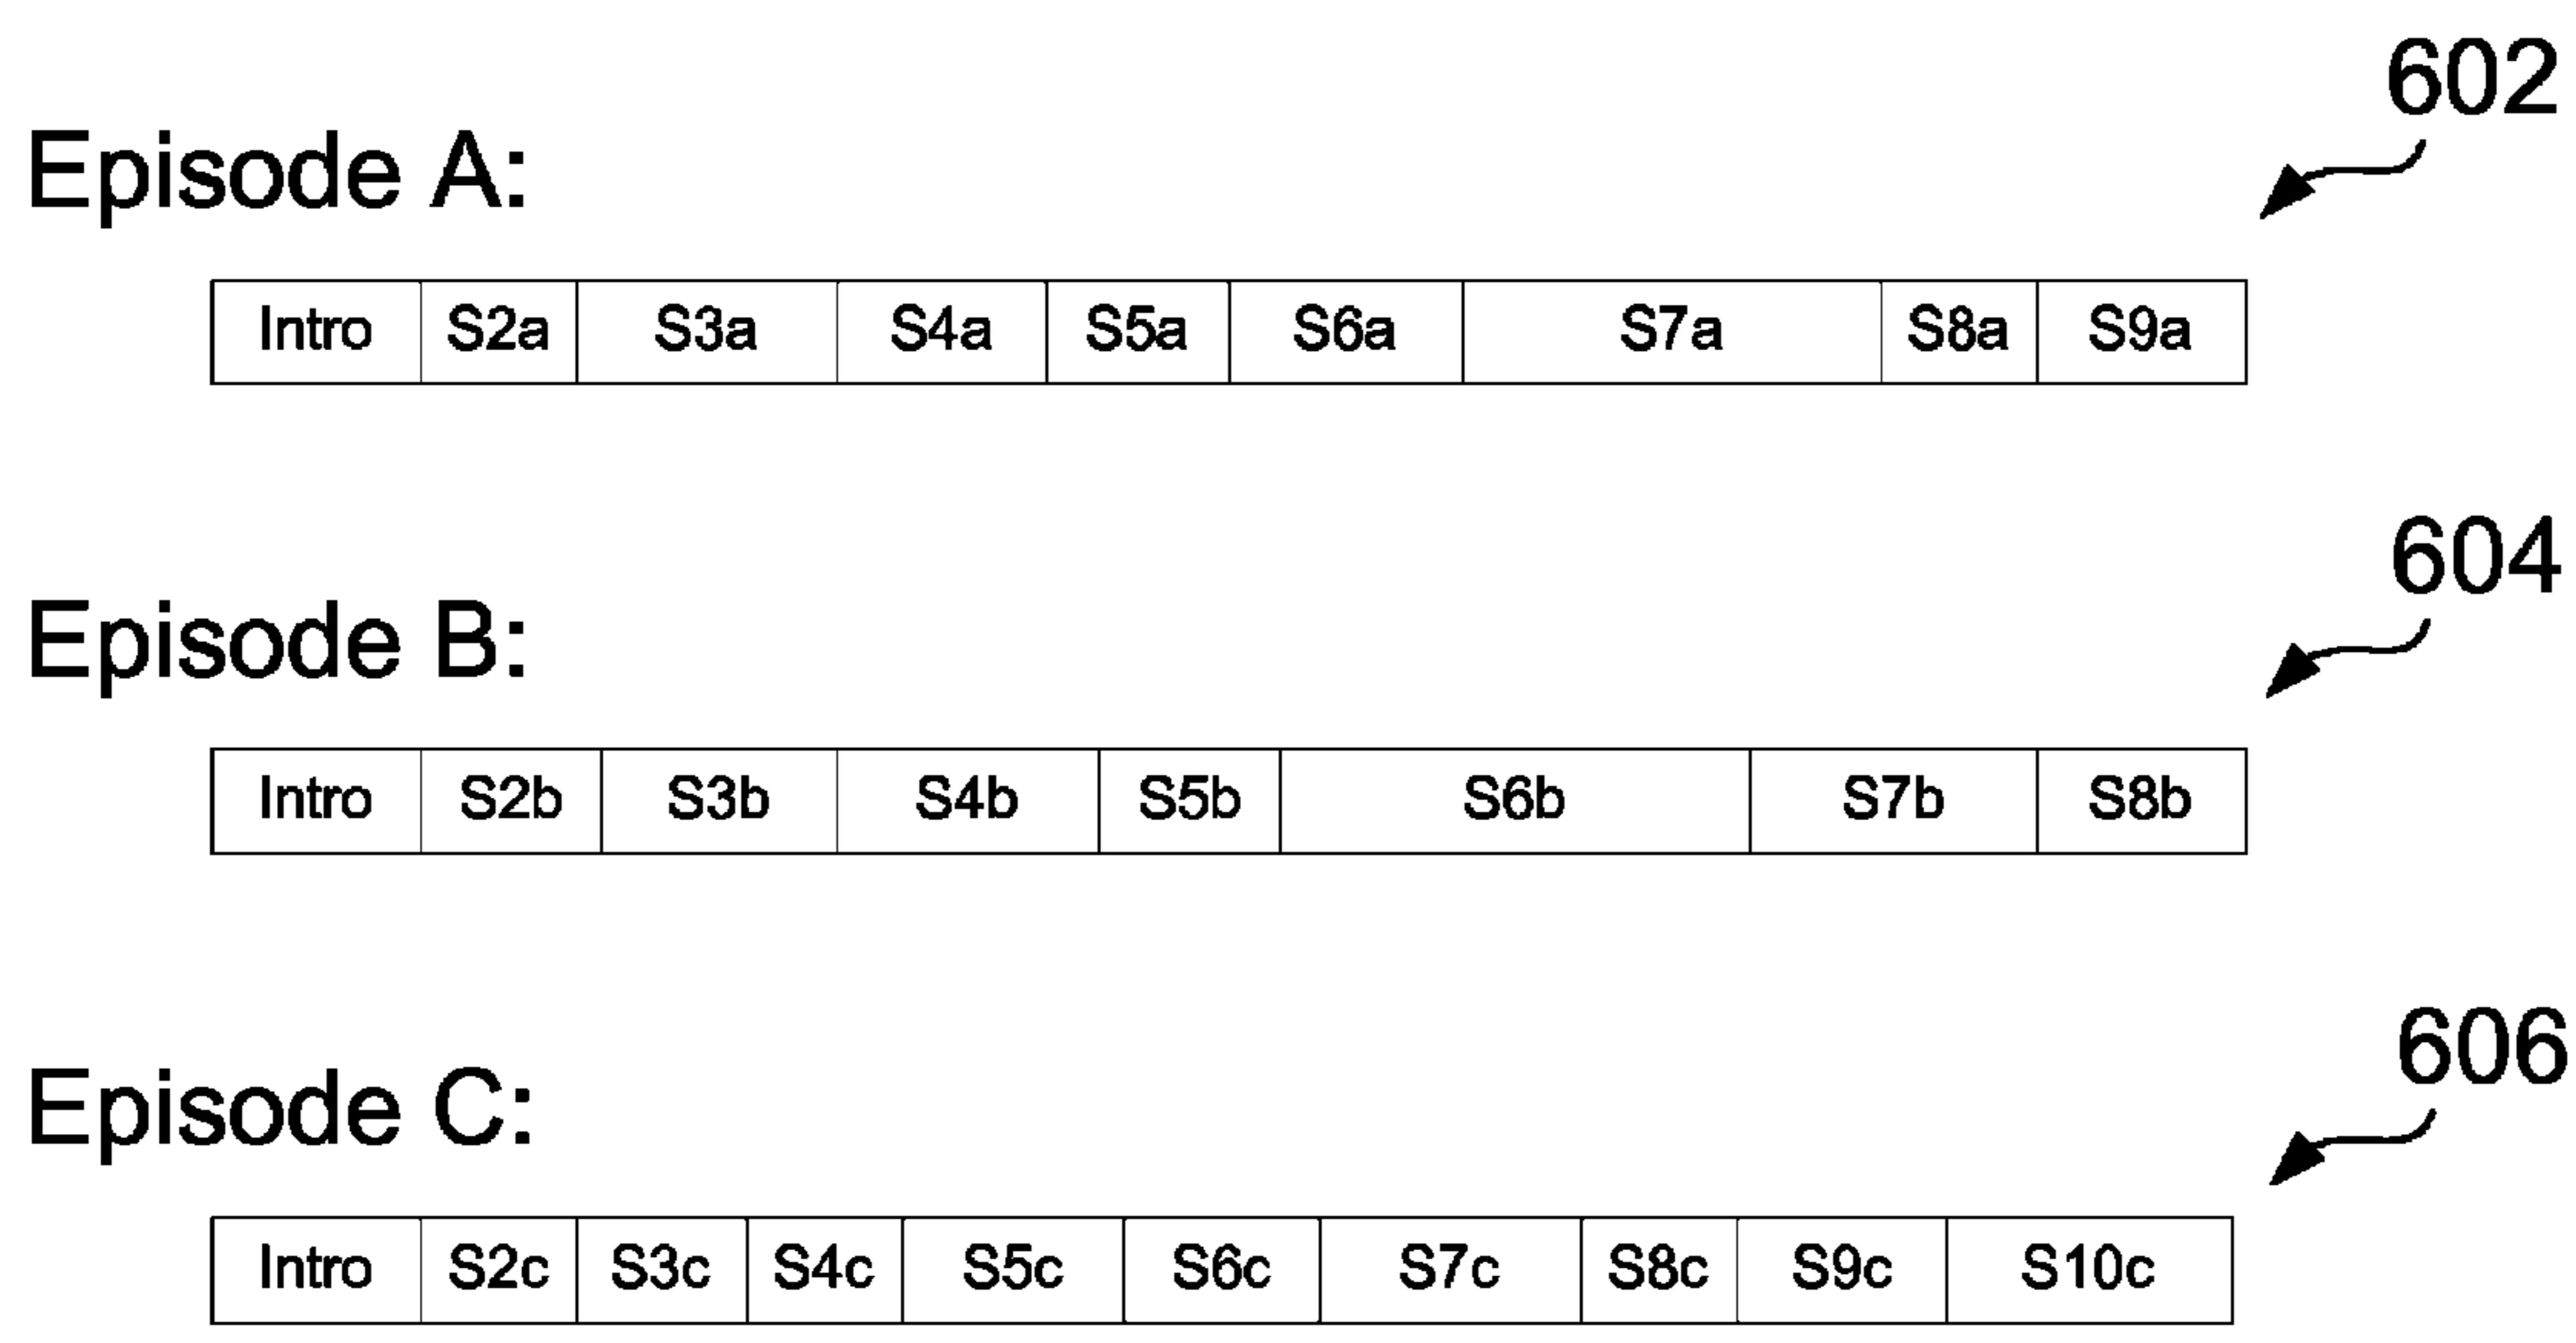 602
Episode A:
Intro S2a S3a S4a S5a S6a S7a S8a S9a
604
Episode B:
Intro S2b S3b S4b S5b S6b S7b S8b
606
Episode C:
Intro S2c S3c S4c S5c S6c S7c S8c S9c S10c